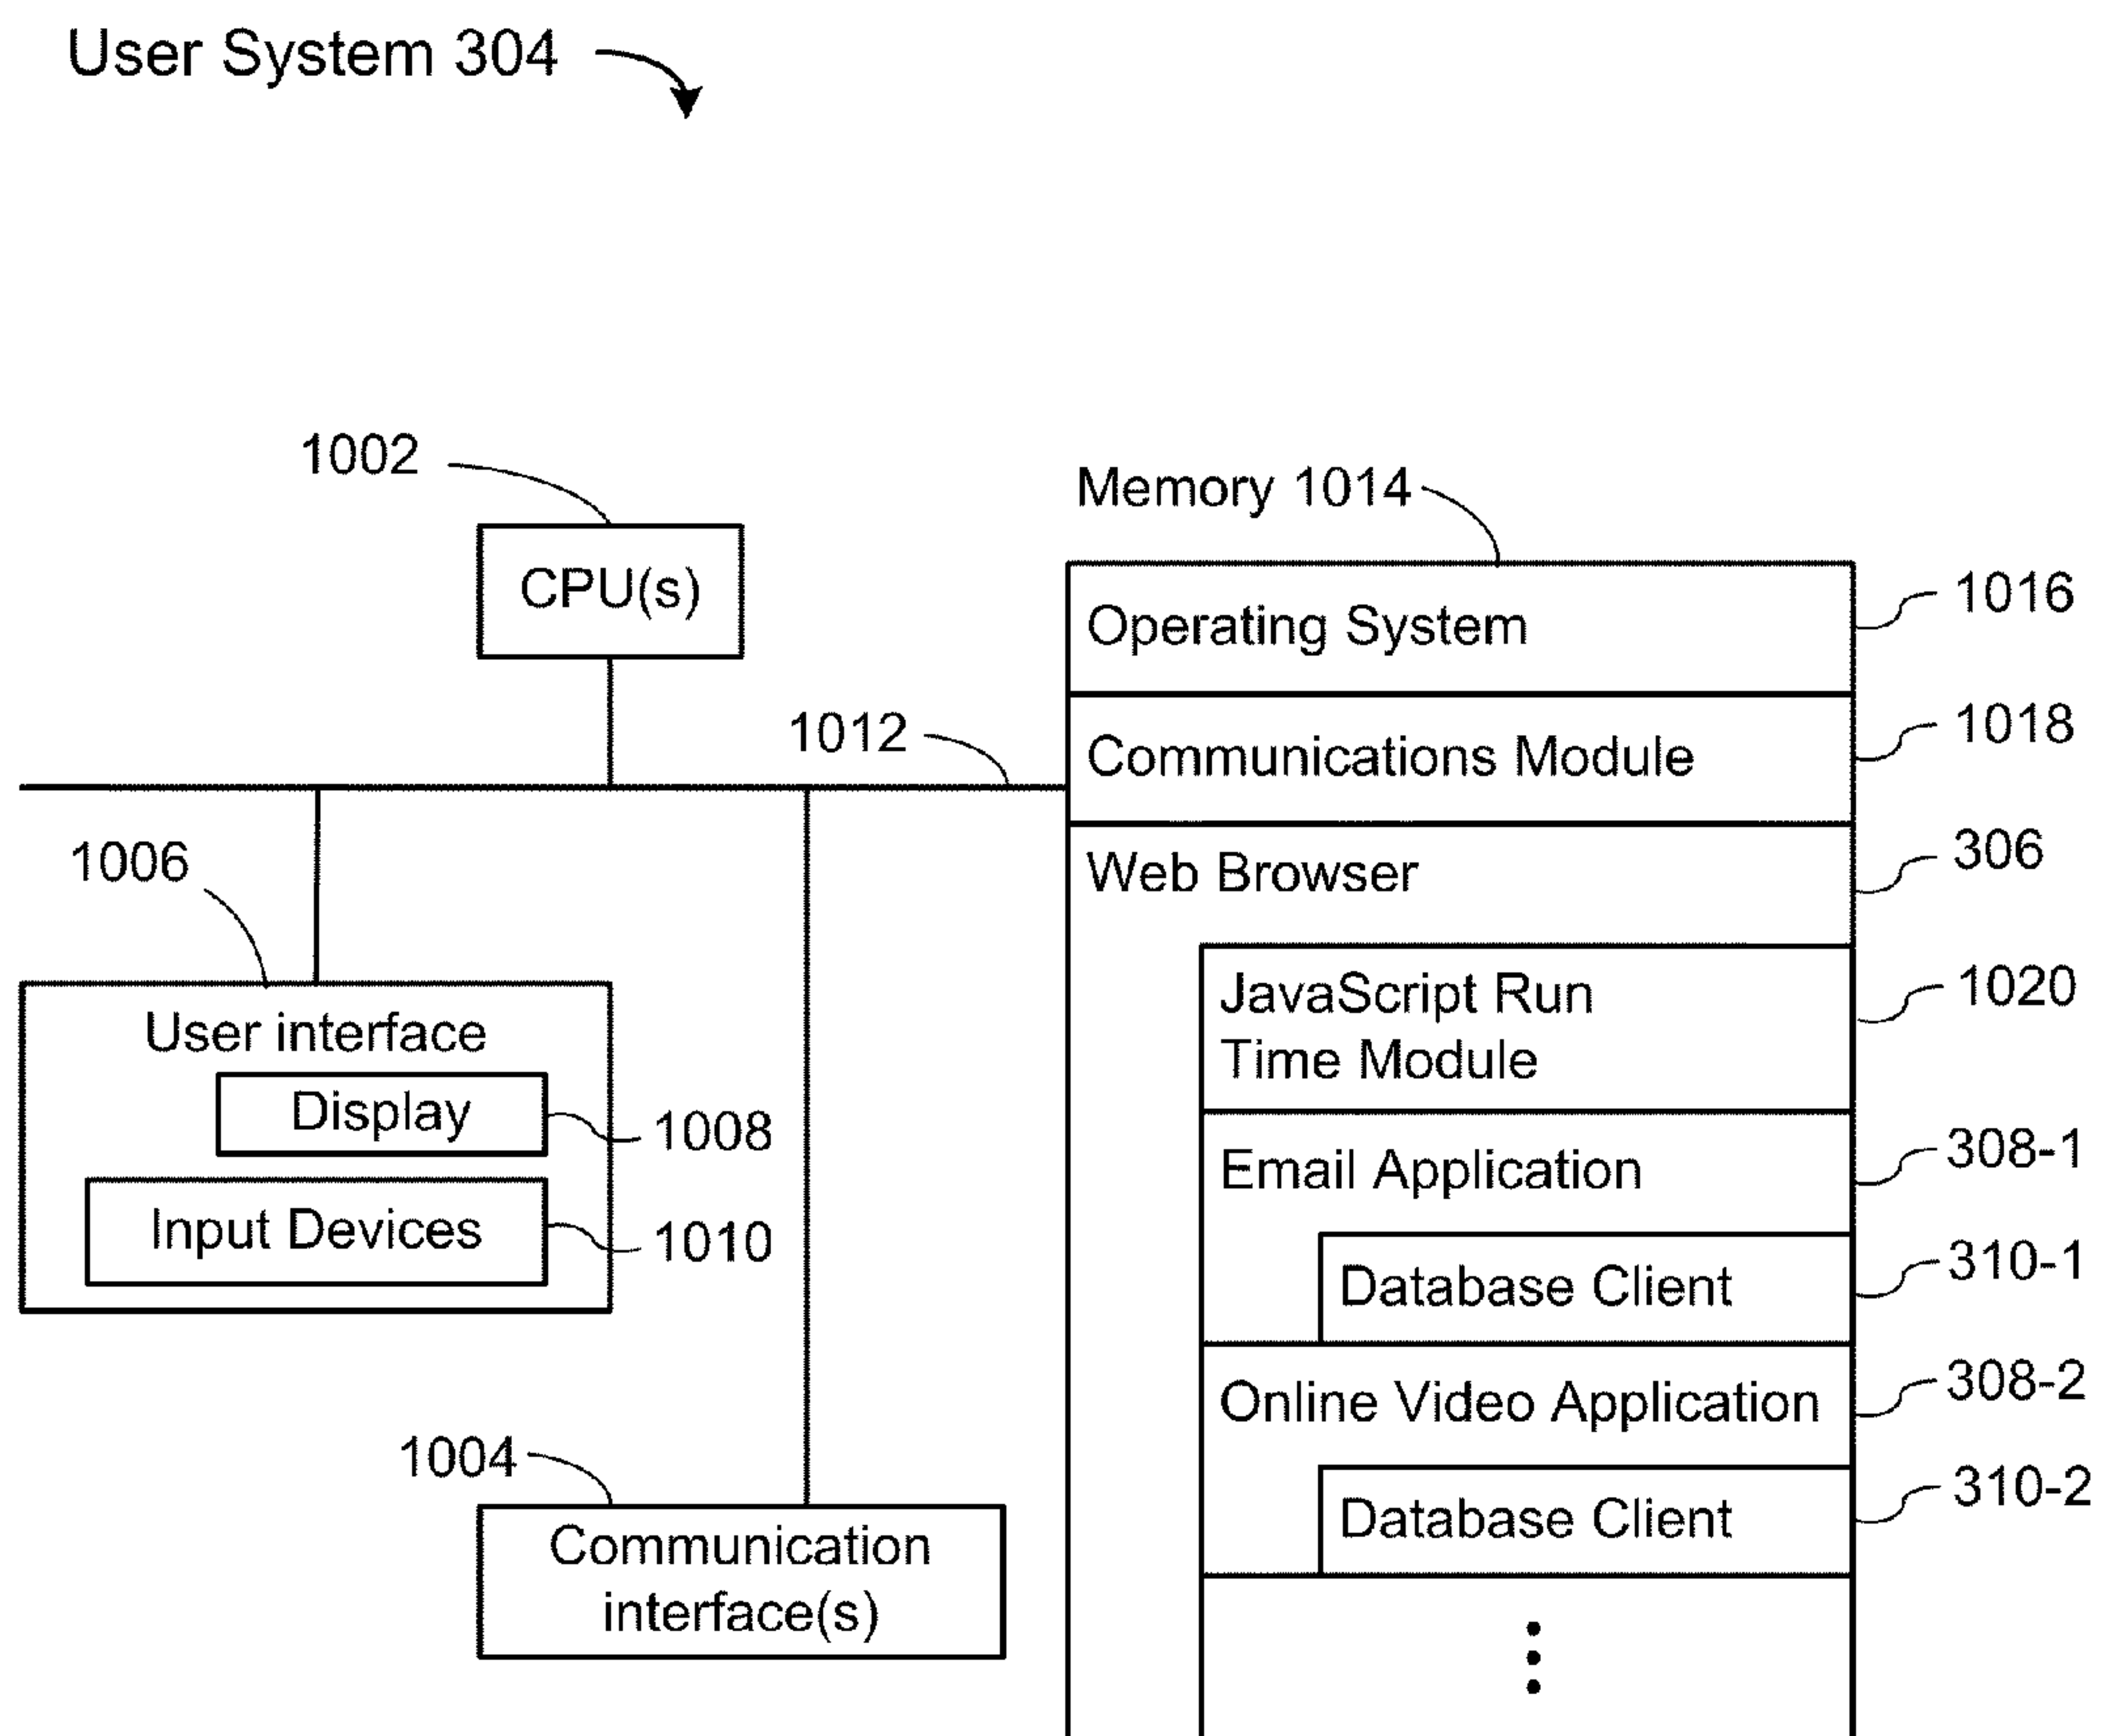 User System 304
1002
CPU(s)
1012
1006
User interface
Display
1008
Input Devices
1010
1004
Communication
interface(s)
Memory 1014
Operating System
1016
Communications Module
1018
Web Browser
306
JavaScript Run
Time Module
1020
Email Application
308-1
Database Client
310-1
Online Video Application
308-2
Database Client
310-2